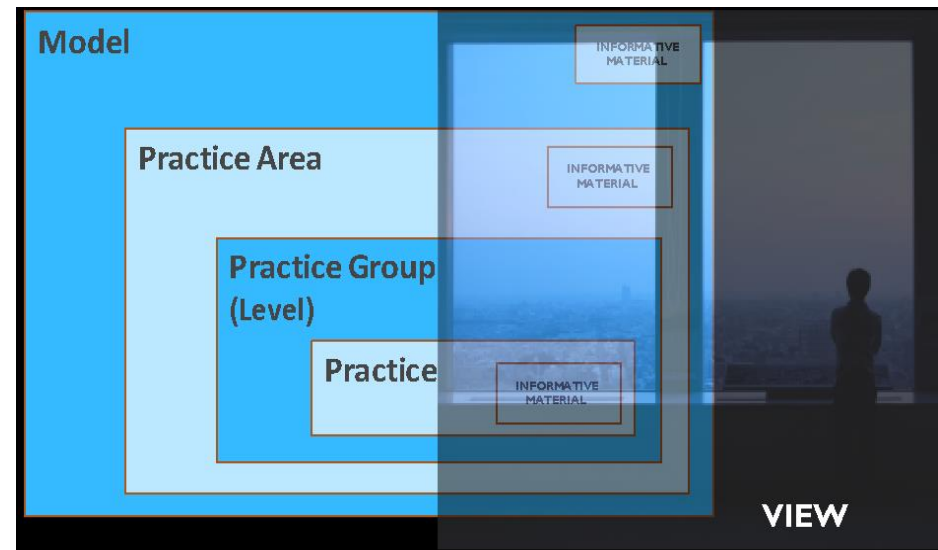 Model
INFORMATIVE
MATERIAL
Practice Area
INFORMATIVE
MATERIAL
Practice Group
(Level)
Practice
INFORMATIVE
MATERIAL
VIEW